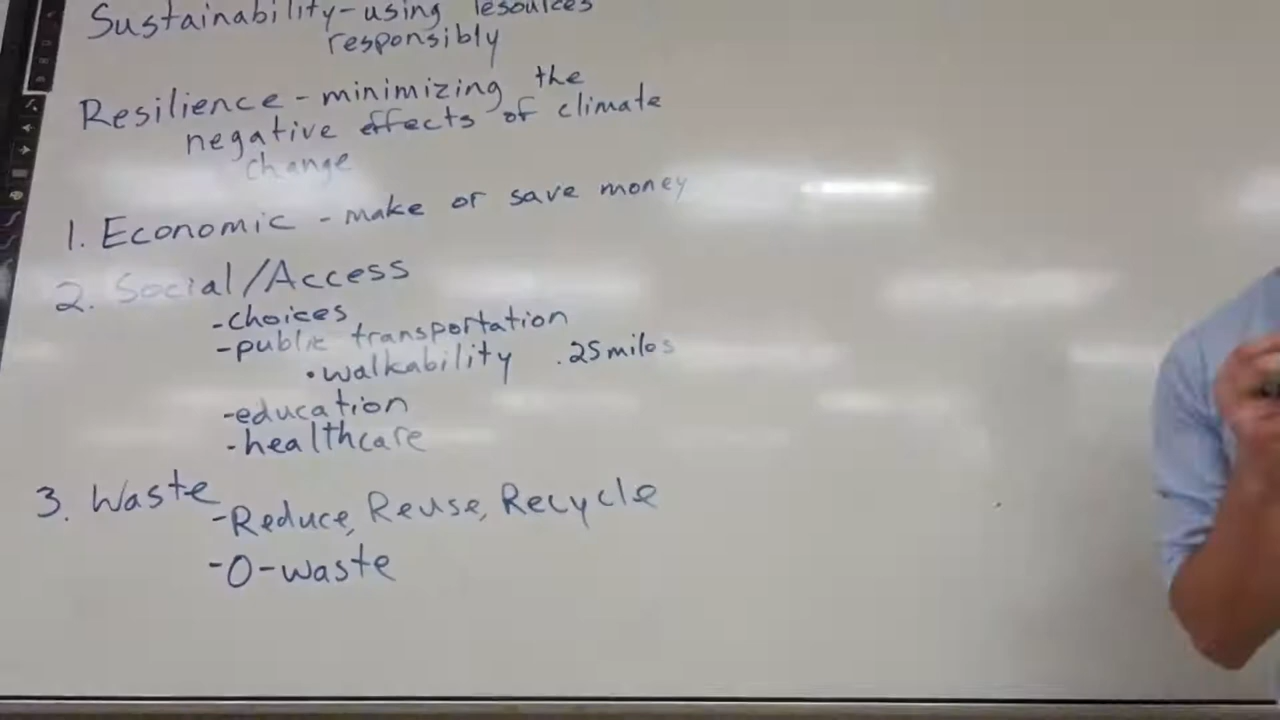 Sustainability-using resources
responsibly
Resilience - minimizing the
negative effects of climate
change
1. Economic - make or save money
2. Social/Access
-choices
-public transportation
•walkability .25miles
-education
-healthcare
3. Waste
-Reduce, Reuse, Recycle
-0-waste